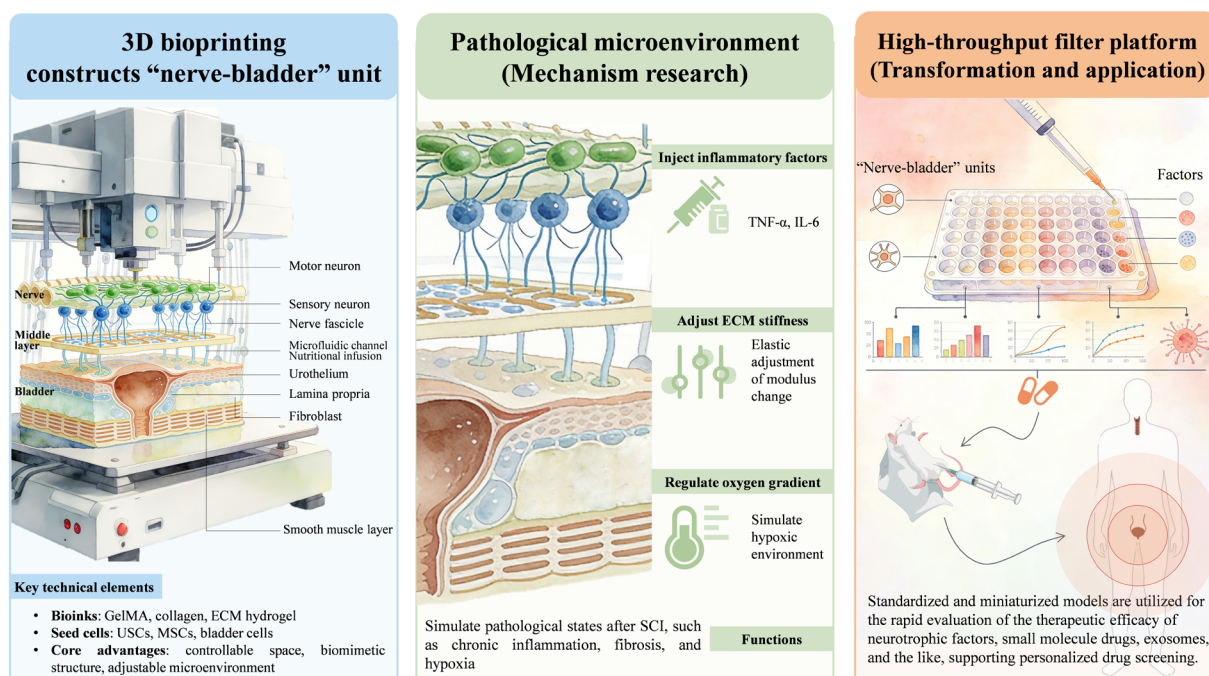 3D bioprinting
constructs “nerve-bladder” unit
Nerve
Middle
layer
Bladder
Motor neuron
Sensory neuron
Nerve fascicle
Microfluidic channel
Nutritional infusion
Urothelium
Lamina propria
Fibroblast
Smooth muscle layer
Key technical elements
• Bioinks: GelMA, collagen, ECM hydrogel
• Seed cells: USCs, MSCs, bladder cells
• Core advantages: controllable space, biomimetic
structure, adjustable microenvironment
Pathological microenvironment
(Mechanism research)
Inject inflammatory factors
TNF-α, IL-6
Adjust ECM stiffness
Elastic
adjustment
of modulus
change
Regulate oxygen gradient
Simulate
hypoxic
environment
Functions
Simulate pathological states after SCI, such
as chronic inflammation, fibrosis, and
hypoxia
High-throughput filter platform
(Transformation and application)
“Nerve-bladder” units
Factors
Standardized and miniaturized models are utilized for
the rapid evaluation of the therapeutic efficacy of
neurotrophic factors, small molecule drugs, exosomes,
and the like, supporting personalized drug screening.